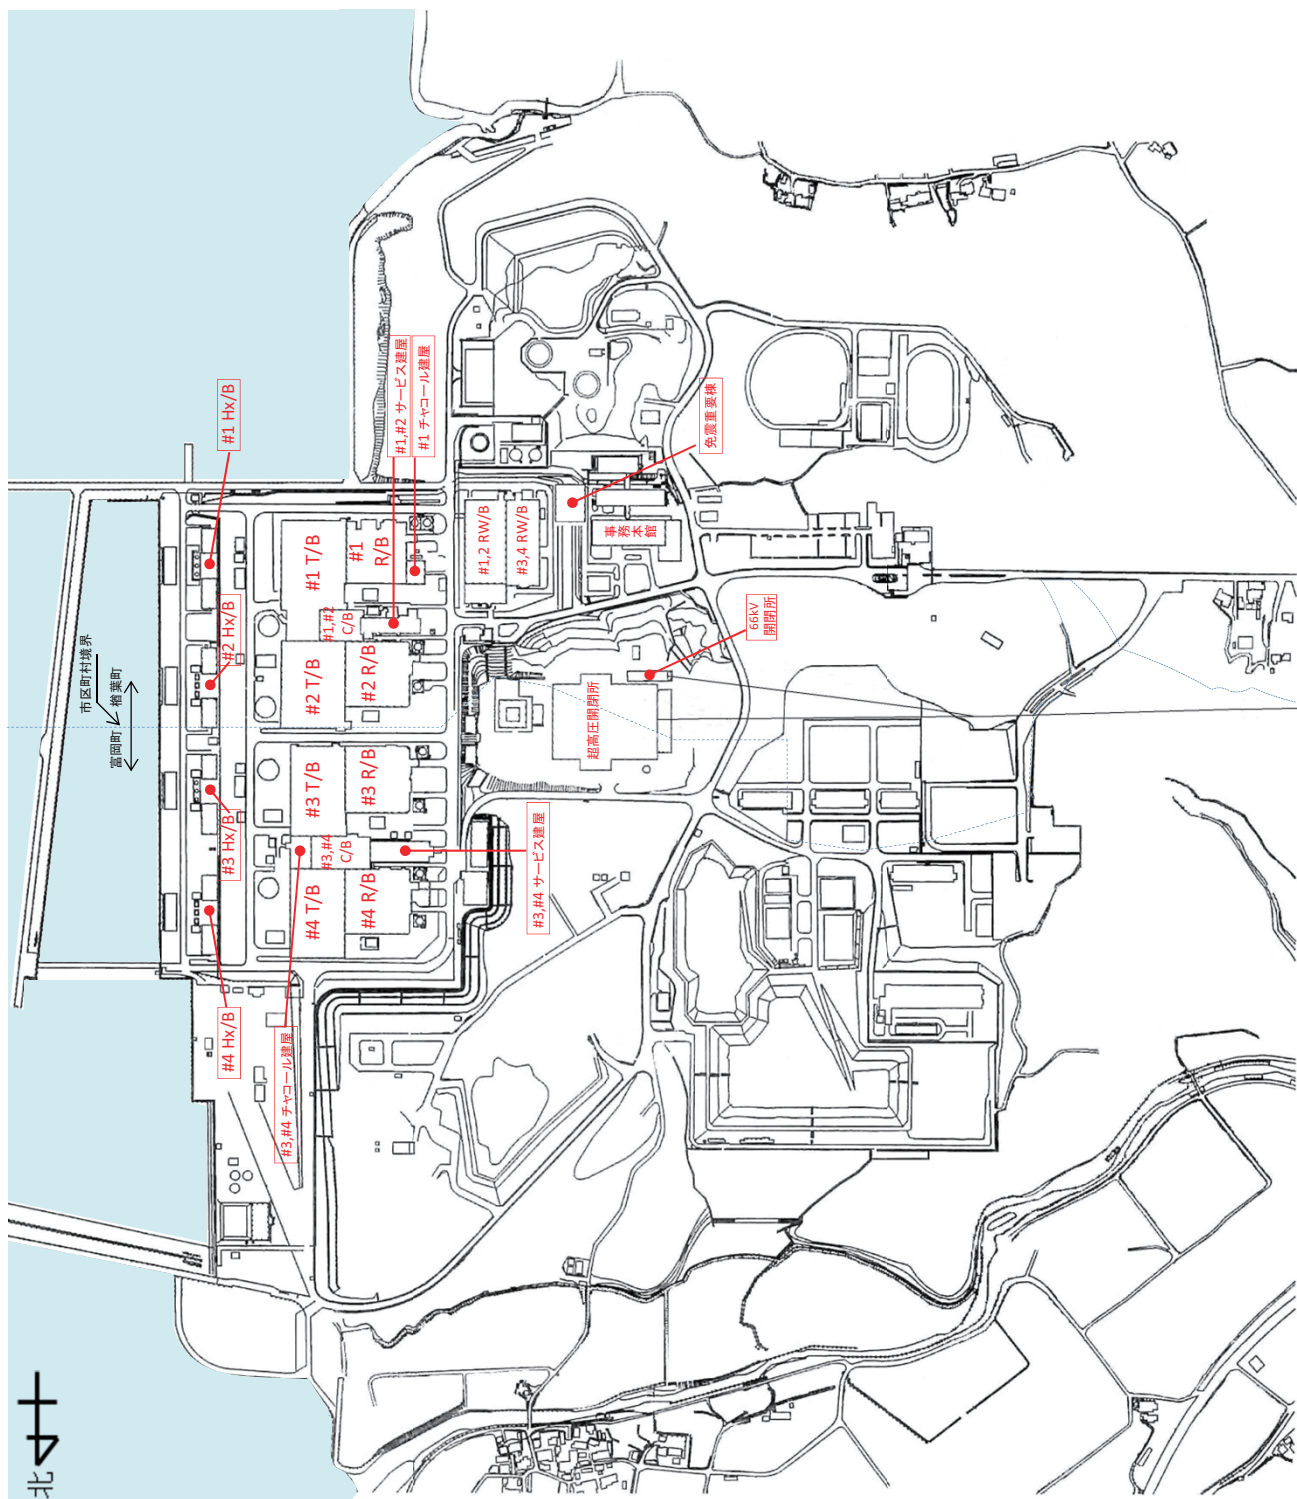 #1 Hx/B
#2 Hx/B
#3 Hx/B
#4 Hx/B
市区町村境界
富岡町
楢葉町
#1 T/B
#1
R/B
#1,#2
C/B
#2 T/B
#2 R/B
#3 T/B
#3 R/B
#3,#4
C/B
#4 T/B
#4 R/B
#1,#2 サービス建屋
#1 チャコール建屋
#3,#4 サービス建屋
#3,#4 チャコール建屋
#1,2 RW/B
#3,4 RW/B
免震重要棟
事務
本館
66kV
開閉所
超高圧開閉所
北